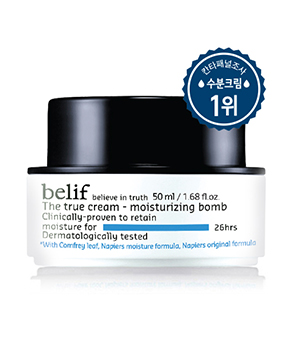 칸타패널조사
수분크림
1위
belif believe in truth 50 ml / 1.68 fl.oz.
The true cream - moisturizing bomb
Clinically-proven to retain
moisture for 26hrs
Dermatologically tested
*With Comfrey leaf, Napiers moisture formula, Napiers original formula